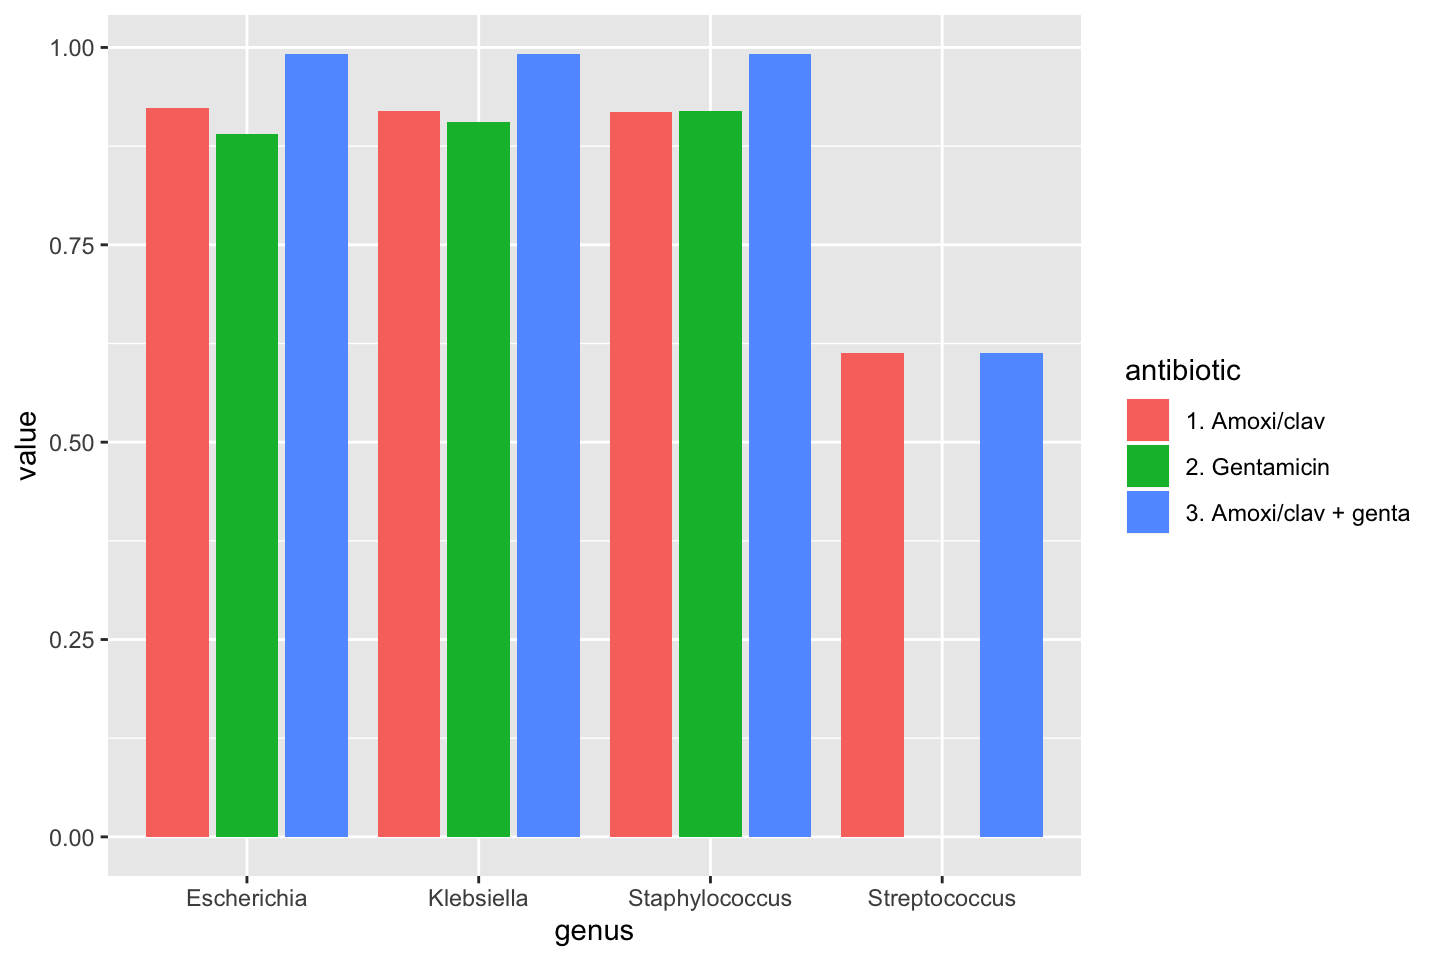 1.00
0.75
0.50
0.25
0.00
value
Escherichia Klebsiella Staphylococcus Streptococcus
genus
antibiotic
1. Amoxi/clav
2. Gentamicin
3. Amoxi/clav + genta